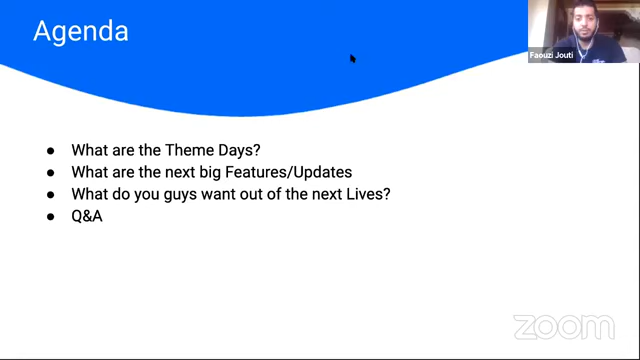 Agenda
Faouzi Jouti
● What are the Theme Days?
● What are the next big Features/Updates
● What do you guys want out of the next Lives?
● Q&A
zoom